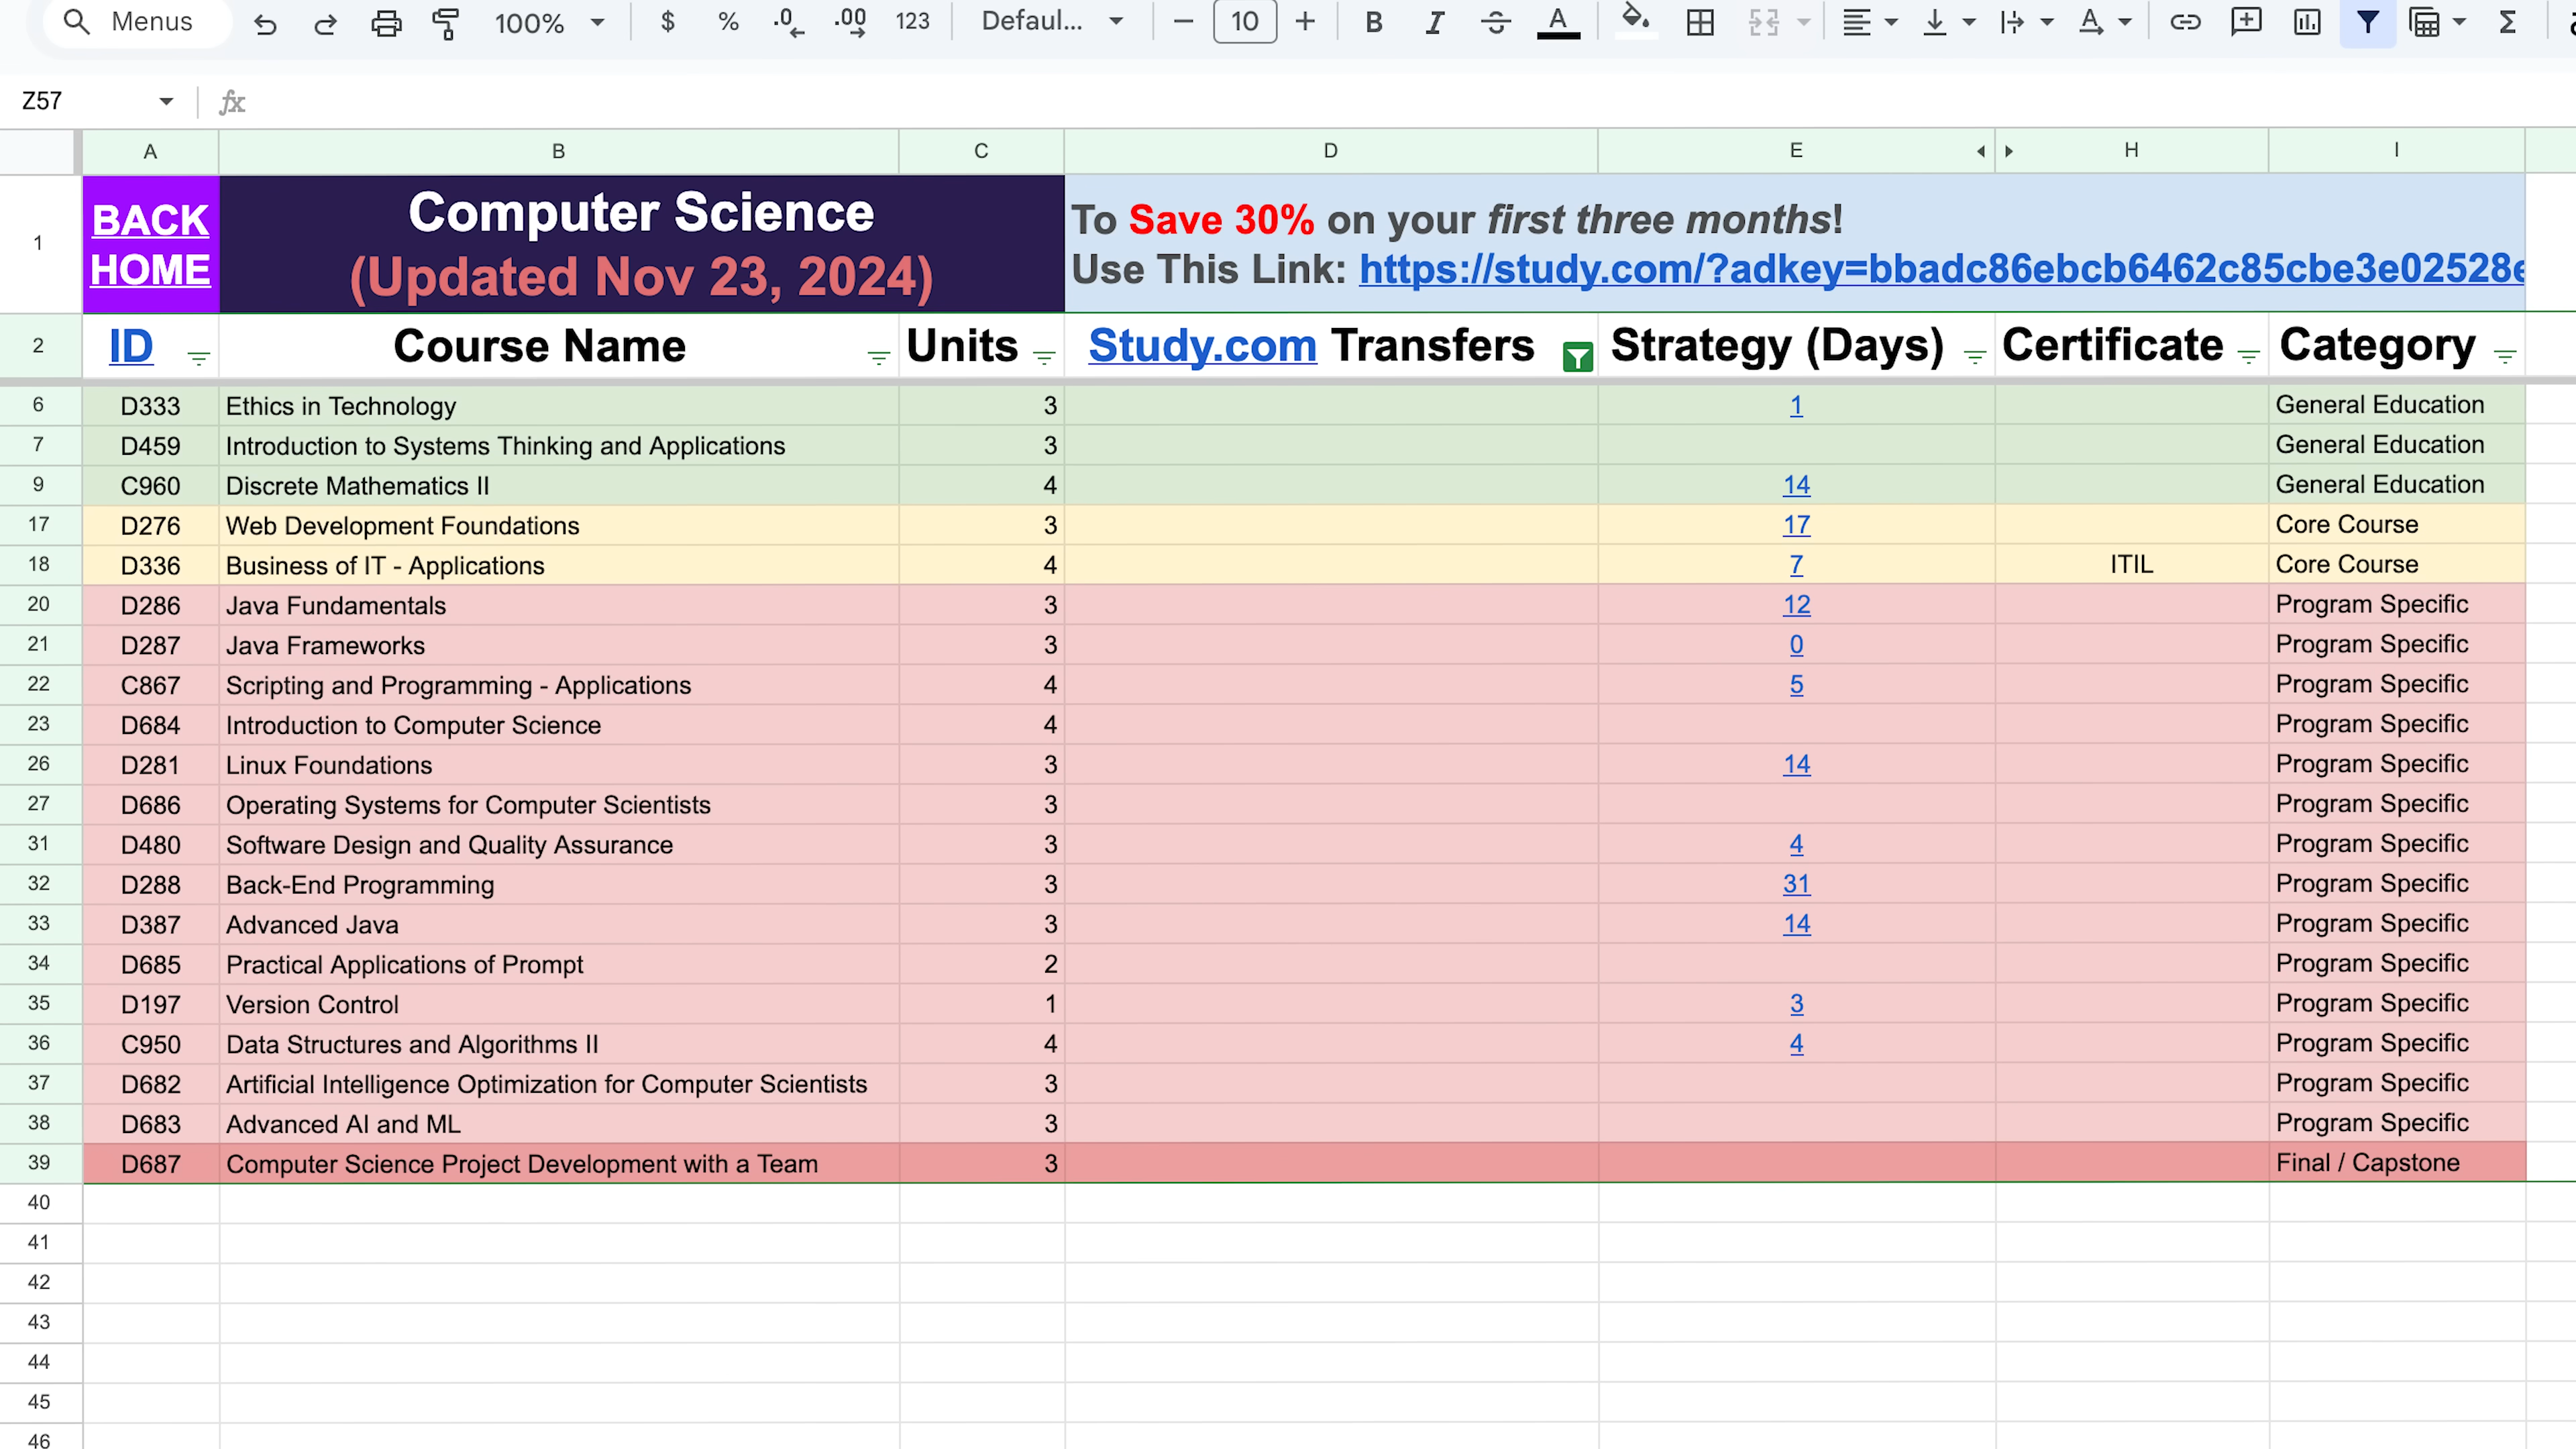 Menus 100% $ % .0 .00 123 Defaul... − 10 + B I S A Σ
Z57 fx
A B C D E H I
1 BACK HOME Computer Science (Updated Nov 23, 2024) To Save 30% on your first three months!
Use This Link: https://study.com/?adkey=bbadc86ebcb6462c85cbe3e02528e
2 ID Course Name Units Study.com Transfers Strategy (Days) Certificate Category
6 D333 Ethics in Technology 3 1 General Education
7 D459 Introduction to Systems Thinking and Applications 3 General Education
9 C960 Discrete Mathematics II 4 14 General Education
17 D276 Web Development Foundations 3 17 Core Course
18 D336 Business of IT - Applications 4 7 ITIL Core Course
20 D286 Java Fundamentals 3 12 Program Specific
21 D287 Java Frameworks 3 0 Program Specific
22 C867 Scripting and Programming - Applications 4 5 Program Specific
23 D684 Introduction to Computer Science 4 Program Specific
26 D281 Linux Foundations 3 14 Program Specific
27 D686 Operating Systems for Computer Scientists 3 Program Specific
31 D480 Software Design and Quality Assurance 3 4 Program Specific
32 D288 Back-End Programming 3 31 Program Specific
33 D387 Advanced Java 3 14 Program Specific
34 D685 Practical Applications of Prompt 2 Program Specific
35 D197 Version Control 1 3 Program Specific
36 C950 Data Structures and Algorithms II 4 4 Program Specific
37 D682 Artificial Intelligence Optimization for Computer Scientists 3 Program Specific
38 D683 Advanced AI and ML 3 Program Specific
39 D687 Computer Science Project Development with a Team 3 Final / Capstone
40
41
42
43
44
45
46